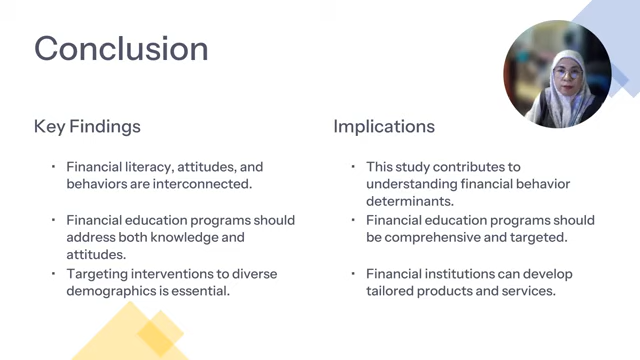 Conclusion
Key Findings
• Financial literacy, attitudes, and
behaviors are interconnected.
• Financial education programs should
address both knowledge and
attitudes.
• Targeting interventions to diverse
demographics is essential.
Implications
• This study contributes to
understanding financial behavior
determinants.
• Financial education programs should
be comprehensive and targeted.
• Financial institutions can develop
tailored products and services.